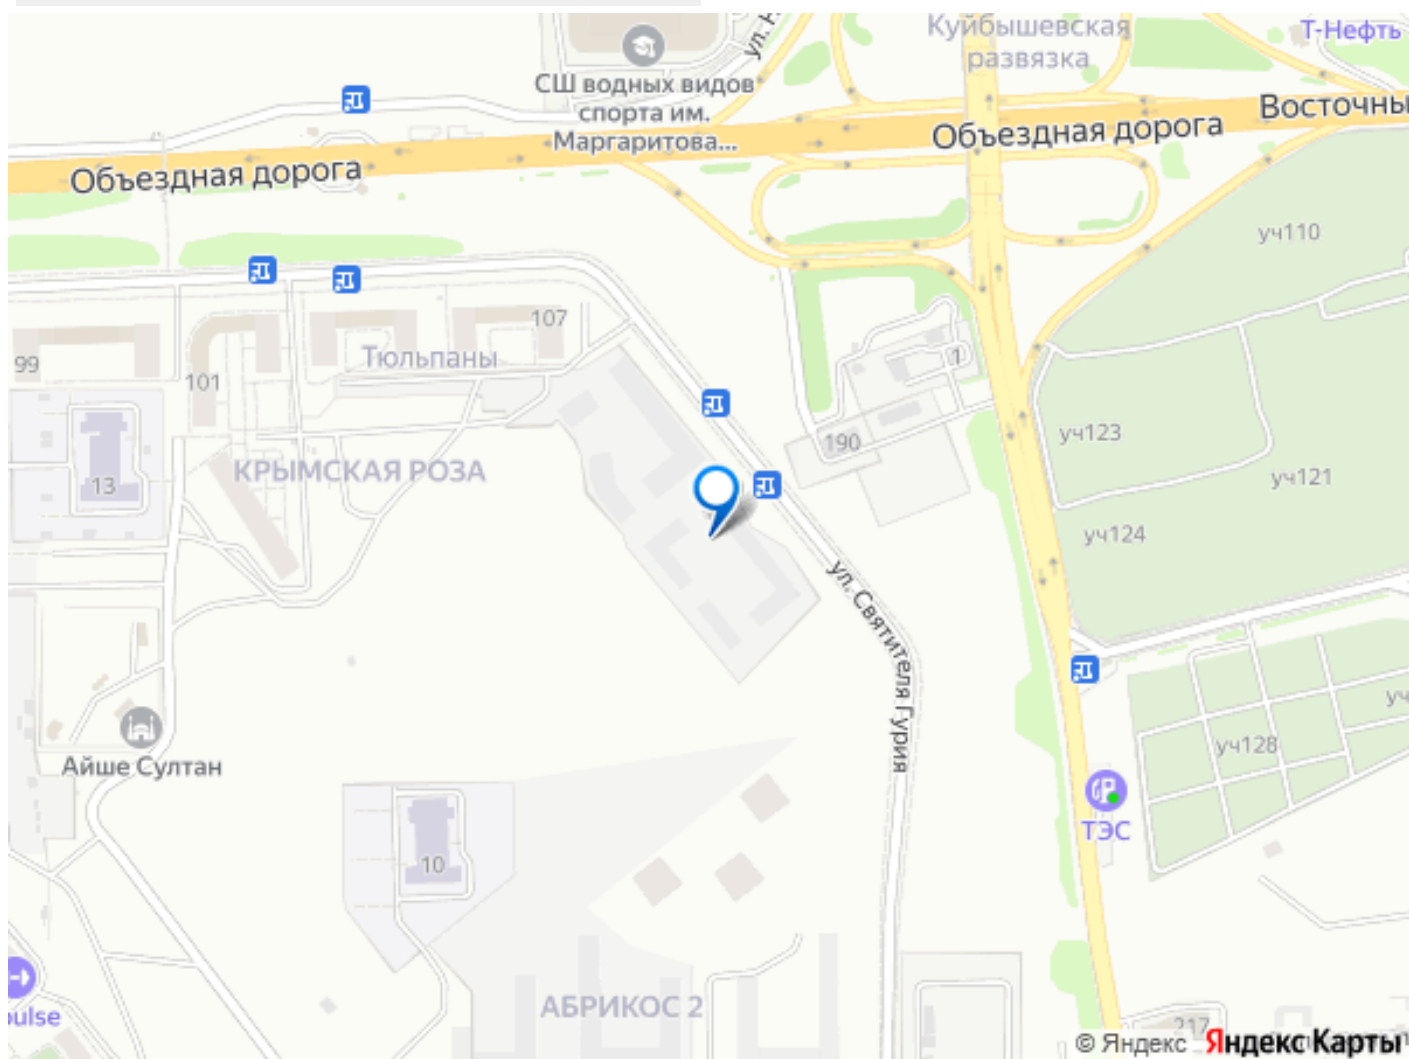 Куйбышевская
развязка
Т-Нефть
СШ водных видов
спорта им.
Маргаритова...
Объездная дорога
Восточны
Объездная дорога
уч110
107
Тюльпаны
99
101
1
190
уч123
КРЫМСКАЯ РОЗА
13
уч121
уч124
ул. Святителя Гурия
Айше Султан
уч
уч128
ТЭС
10
АБРИКОС 2
pulse
217
© Яндекс Яндекс Карты